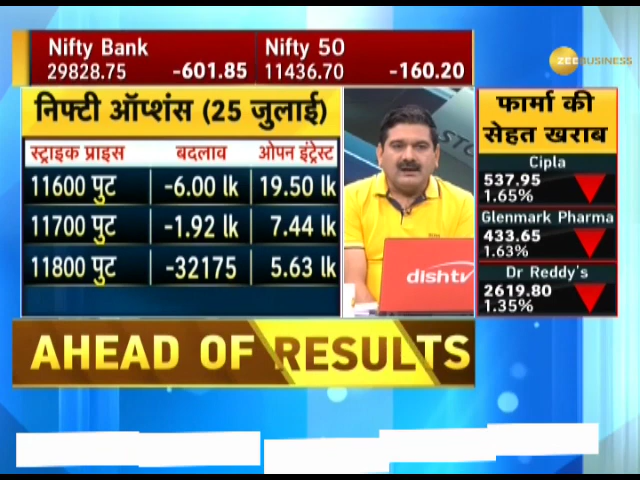 Nifty Bank
29828.75 -601.85
Nifty 50
11436.70 -160.20
ZEE BUSINESS
निफ्टी ऑप्शंस (25 जुलाई)
स्ट्राइक प्राइस बदलाव ओपन इंट्रेस्ट
11600 पुट -6.00 lk 19.50 lk
11700 पुट -1.92 lk 7.44 lk
11800 पुट -32175 5.63 lk
dishtv
फार्मा की
सेहत खराब
Cipla
537.95
1.65%
Glenmark Pharma
433.65
1.63%
Dr Reddy's
2619.80
1.35%
AHEAD OF RESULTS